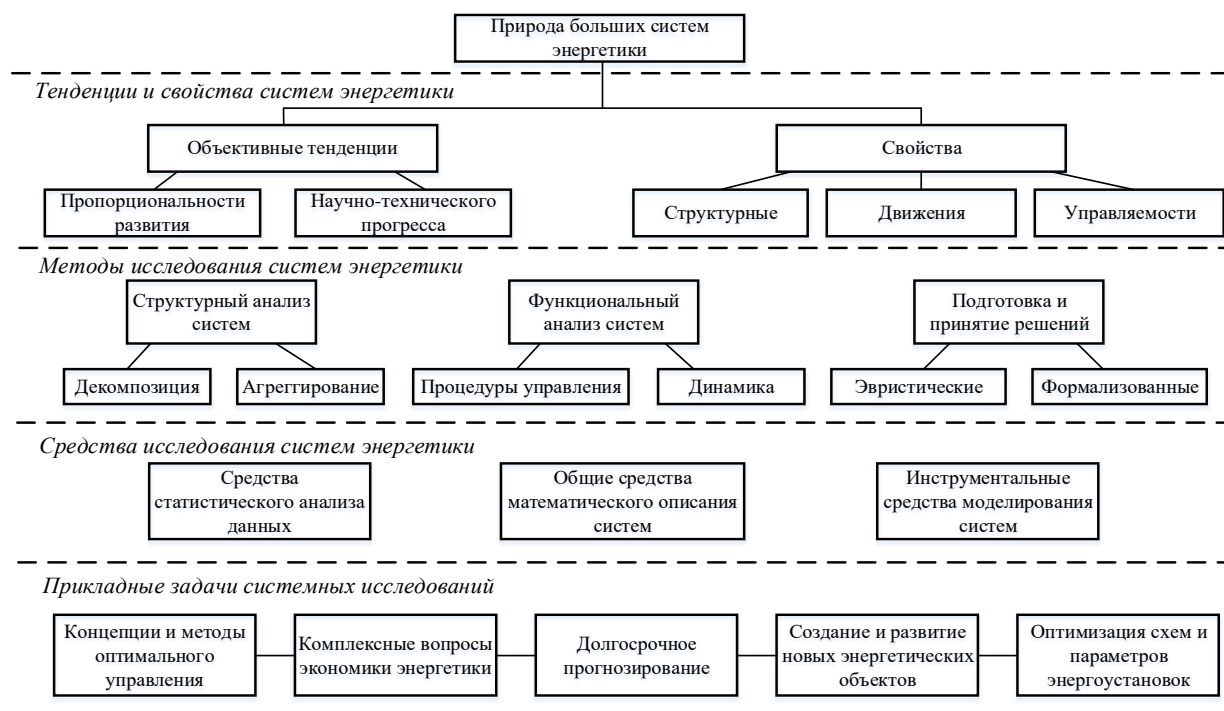 Природа больших систем
энергетики
Тенденции и свойства систем энергетики
Объективные тенденции
Свойства
Пропорциональности
развития
Научно-технического
прогресса
Структурные
Движения
Управляемости
Методы исследования систем энергетики
Структурный анализ
систем
Функциональный
анализ систем
Подготовка и
принятие решений
Декомпозиция
Агреггирование
Процедуры управления
Динамика
Эвристические
Формализованные
Средства исследования систем энергетики
Средства
статистического анализа
данных
Общие средства
математического описания
систем
Инструментальные
средства моделирования
систем
Прикладные задачи системных исследований
Концепции и методы
оптимального
управления
Комплексные вопросы
экономики энергетики
Долгосрочное
прогнозирование
Создание и развитие
новых энергетических
объектов
Оптимизация схем и
параметров
энергоустановок